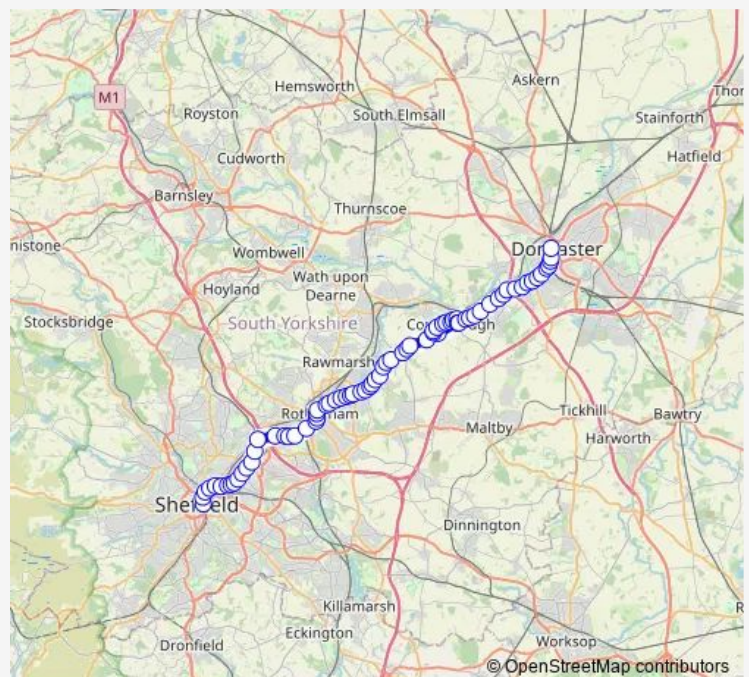 Askern
Hemsworth
M1
Royston
South Elmsall
Stainforth
Cudworth
Hatfield
Barnsley
Thurnscoe
Wombwell
Wath upon
Dearne
Hoyland
Stocksbridge
South Yorkshire
Rawmarsh
Tickhill
Bawtry
Maltby
Harworth
Dinnington
Killamarsh
Eckington
Dronfield
Worksop
© OpenStreetMap contributors